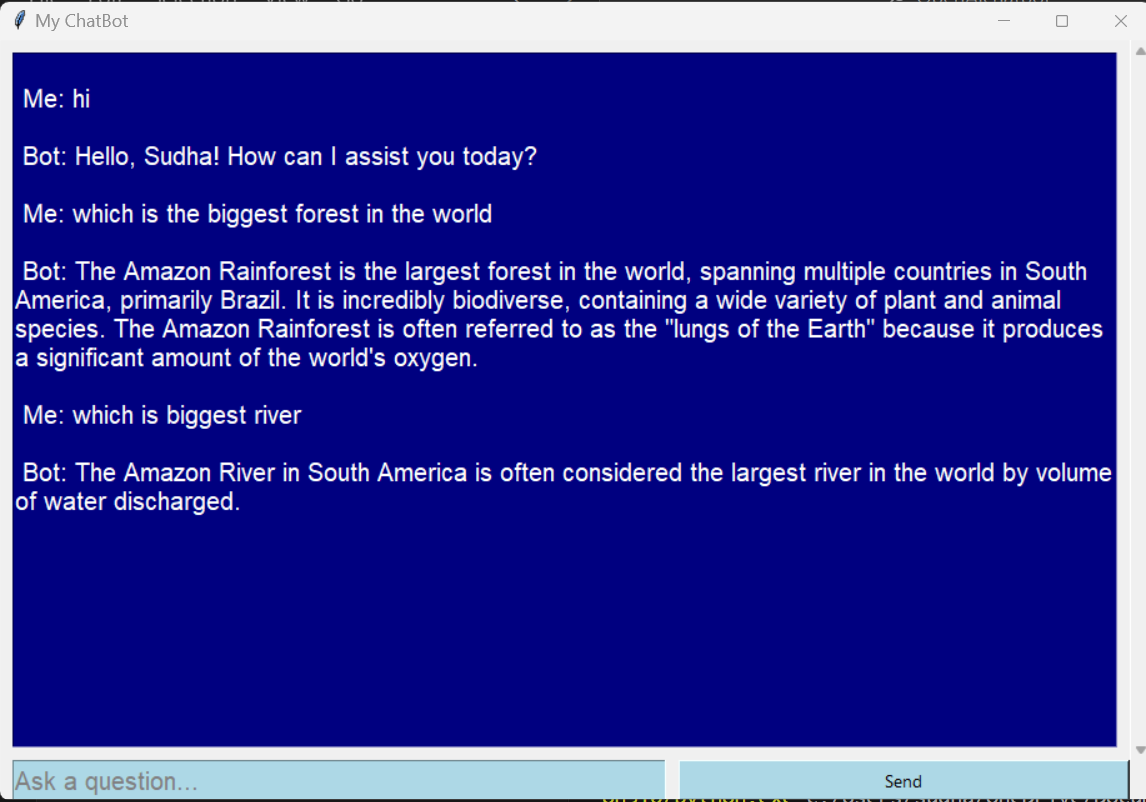 My ChatBot
Me: hi
Bot: Hello, Sudha! How can I assist you today?
Me: which is the biggest forest in the world
Bot: The Amazon Rainforest is the largest forest in the world, spanning multiple countries in South
America, primarily Brazil. It is incredibly biodiverse, containing a wide variety of plant and animal
species. The Amazon Rainforest is often referred to as the "lungs of the Earth" because it produces
a significant amount of the world's oxygen.
Me: which is biggest river
Bot: The Amazon River in South America is often considered the largest river in the world by volume
of water discharged.
Ask a question...
Send